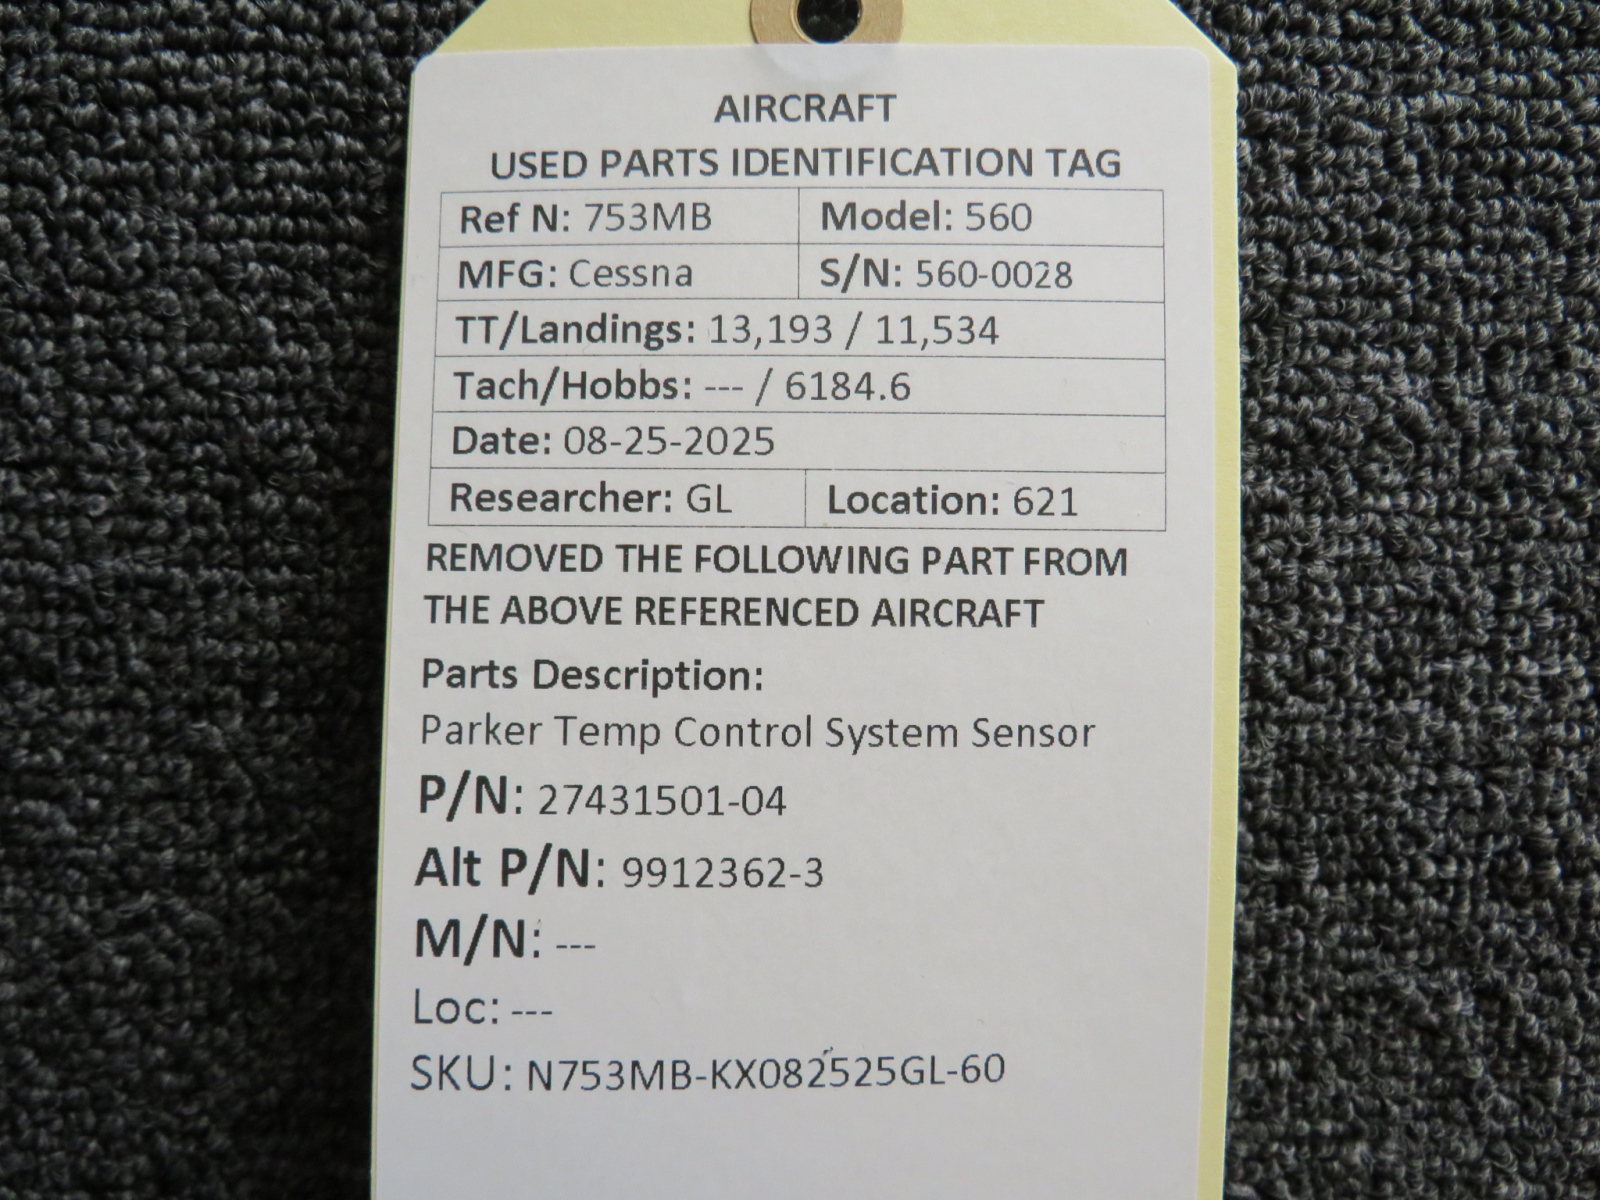 AIRCRAFT
USED PARTS IDENTIFICATION TAG
Ref N: 753MB Model: 560
MFG: Cessna S/N: 560-0028
TT/Landings: 13,193 / 11,534
Tach/Hobbs: --- / 6184.6
Date: 08-25-2025
Researcher: GL Location: 621
REMOVED THE FOLLOWING PART FROM
THE ABOVE REFERENCED AIRCRAFT
Parts Description:
Parker Temp Control System Sensor
P/N: 27431501-04
Alt P/N: 9912362-3
M/N: ---
Loc: ---
SKU: N753MB-KX082525GL-60